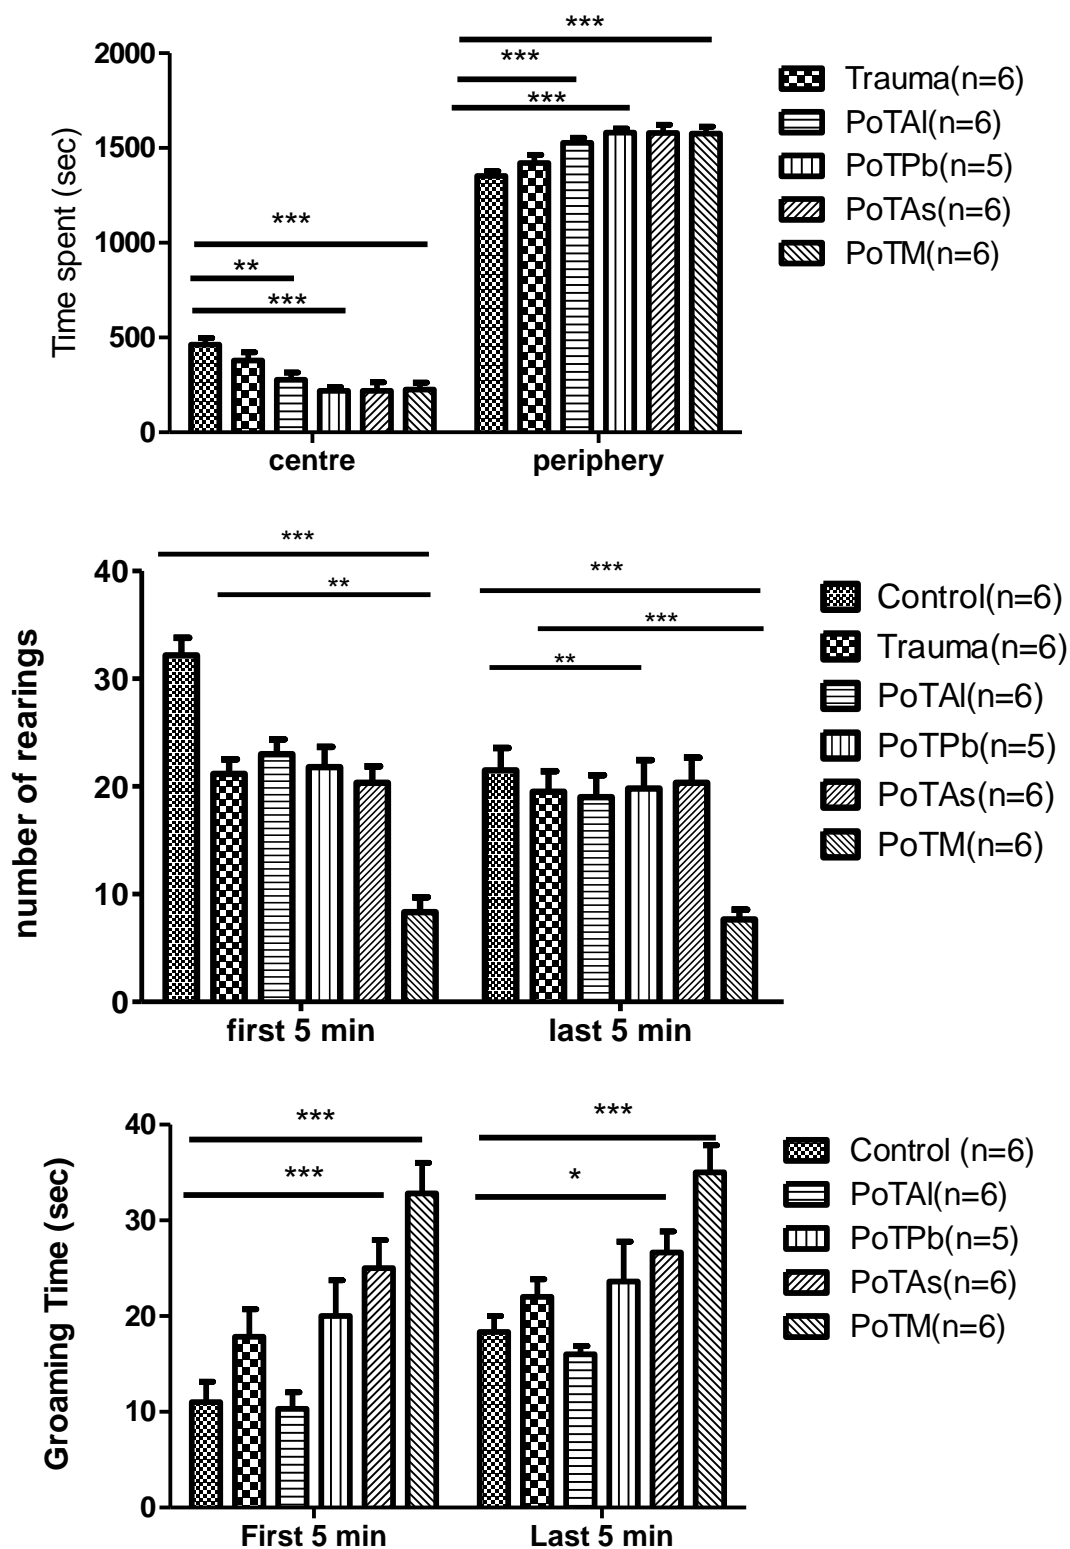 ***
***
***
2000
1500
1000
500
0
Time spent (sec)
***
**
***
centre
periphery
Trauma(n=6)
PoTAl(n=6)
PoTPb(n=5)
PoTAs(n=6)
PoTM(n=6)
***
**
***
***
**
40
30
20
10
0
number of rearings
first 5 min
last 5 min
Control(n=6)
Trauma(n=6)
PoTAl(n=6)
PoTPb(n=5)
PoTAs(n=6)
PoTM(n=6)
***
***
***
*
40
30
20
10
0
Groaming Time (sec)
First 5 min
Last 5 min
Control (n=6)
PoTAl(n=6)
PoTPb(n=5)
PoTAs(n=6)
PoTM(n=6)